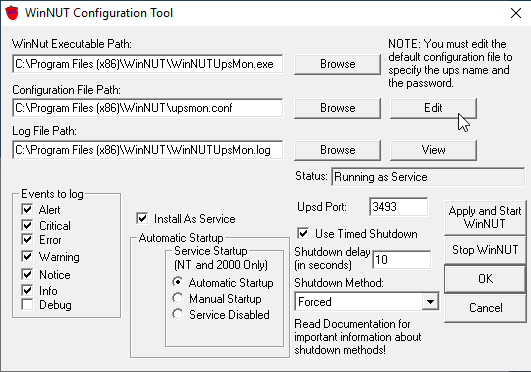 WinNUT Configuration Tool
WinNut Executable Path:
C:\Program Files (x86)\WinNUT\WinNUTUpsMon.exe
Browse
NOTE: You must edit the
default configuration file to
specify the ups name and
the password.
Configuration File Path:
C:\Program Files (x86)\WinNUT\upsmon.conf
Browse
Edit
Log File Path:
C:\Program Files (x86)\WinNUT\WinNUTUpsMon.log
Browse
View
Status:
Running as Service
Events to log
Alert
Critical
Error
Warning
Notice
Info
Debug
Install As Service
Automatic Startup
Service Startup
(NT and 2000 Only)
Automatic Startup
Manual Startup
Service Disabled
Upsd Port:
3493
Use Timed Shutdown
Shutdown delay
(in seconds)
10
Shutdown Method:
Forced
Read Documentation for
important information about
shutdown methods!
Apply and Start
WinNUT
Stop WinNUT
OK
Cancel